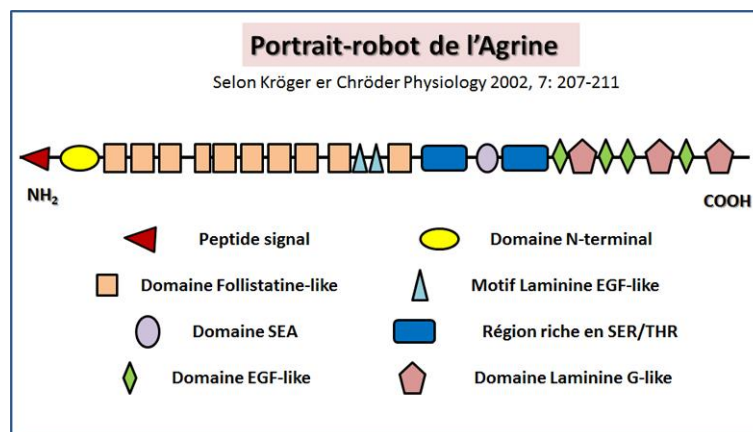 Portrait-robot de l'Agrine
Selon Kröger er Chröder Physiology 2002, 7: 207-211
NH2
COOH
Peptide signal
Domaine N-terminal
Domaine Follistatine-like
Motif Laminine EGF-like
Domaine SEA
Région riche en SER/THR
Domaine EGF-like
Domaine Laminine G-like